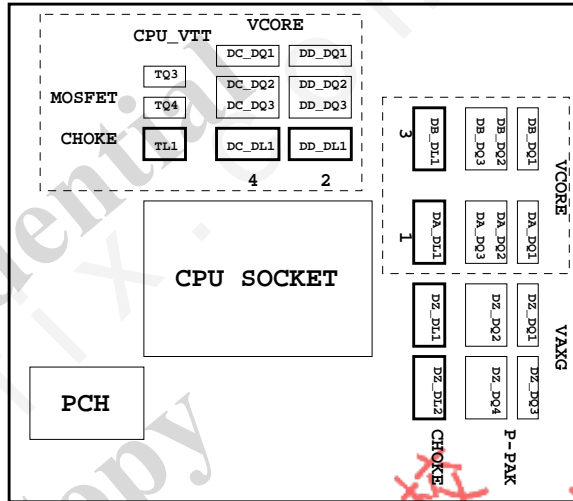 VCORE
CPU_VTT
DC_DQ1
DD_DQ1
TQ3
DC_DQ2
DD_DQ2
MOSFET
TQ4
DC_DQ3
DD_DQ3
CHOKE
TL1
DC_DL1
DD_DL1
4
2
DB_DL1
DB_DQ3
DB_DQ2
DB_DQ1
3
VCORE
DA_DL1
DA_DQ3
DA_DQ2
DA_DQ1
1
CPU SOCKET
DZ_DL1
DZ_DQ2
DZ_DQ1
VAXG
DZ_DL2
DZ_DQ4
DZ_DQ3
PCH
CHOKE
P-PAK